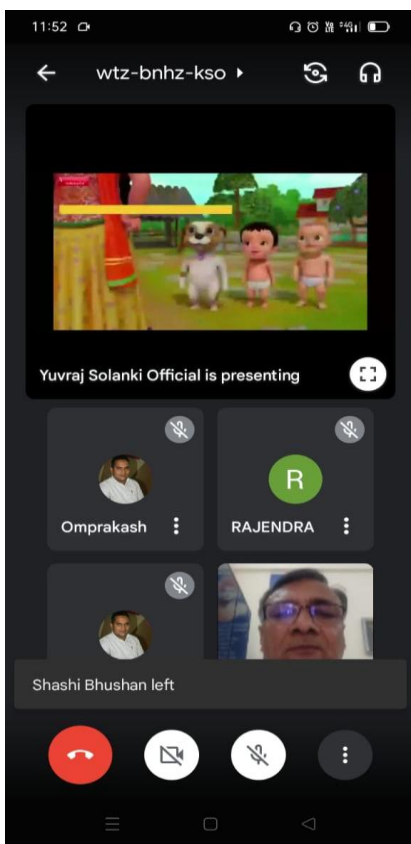 11:52
wtz-bnhz-kso
Yuvraj Solanki Official is presenting
Omprakash
R
RAJENDRA
Shashi Bhushan left